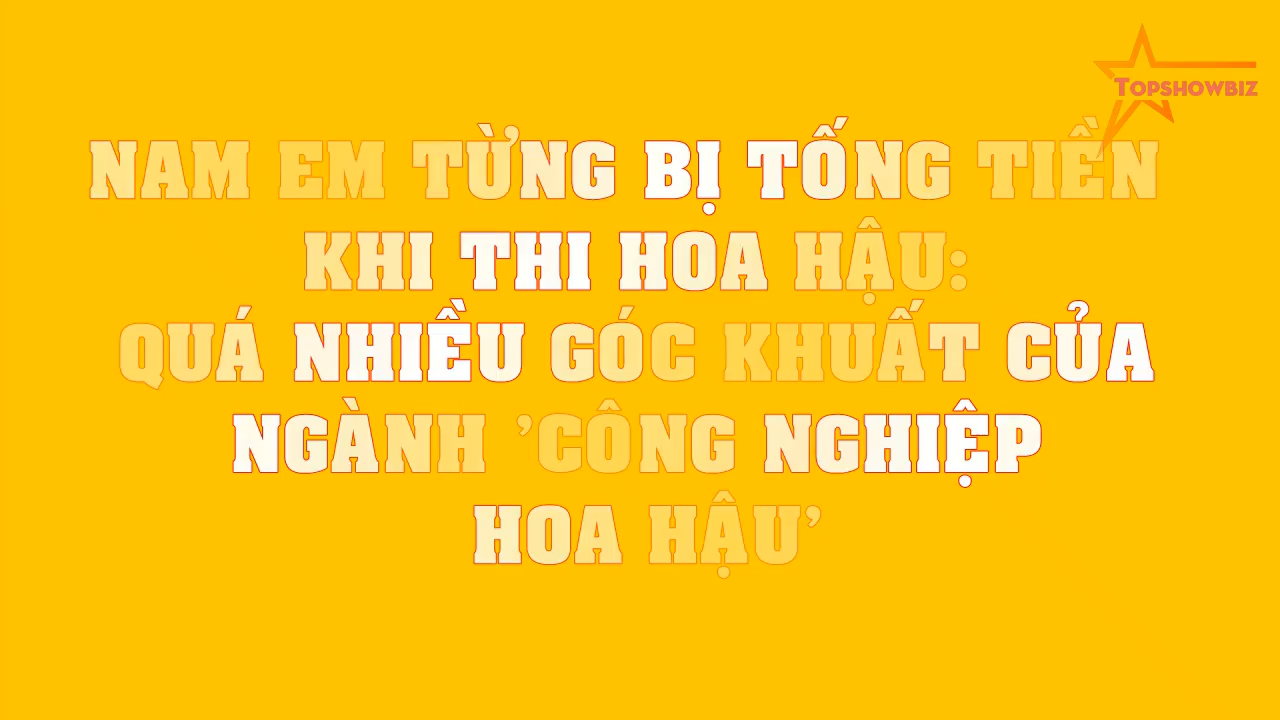 TOPSHOWBIZ
NAM EM TỪNG BỊ TỐNG TIỀN
KHI THI HOA HẬU:
QUÁ NHIỀU GÓC KHUẤT CỦA
NGÀNH ’CÔNG NGHIỆP
HOA HẬU’